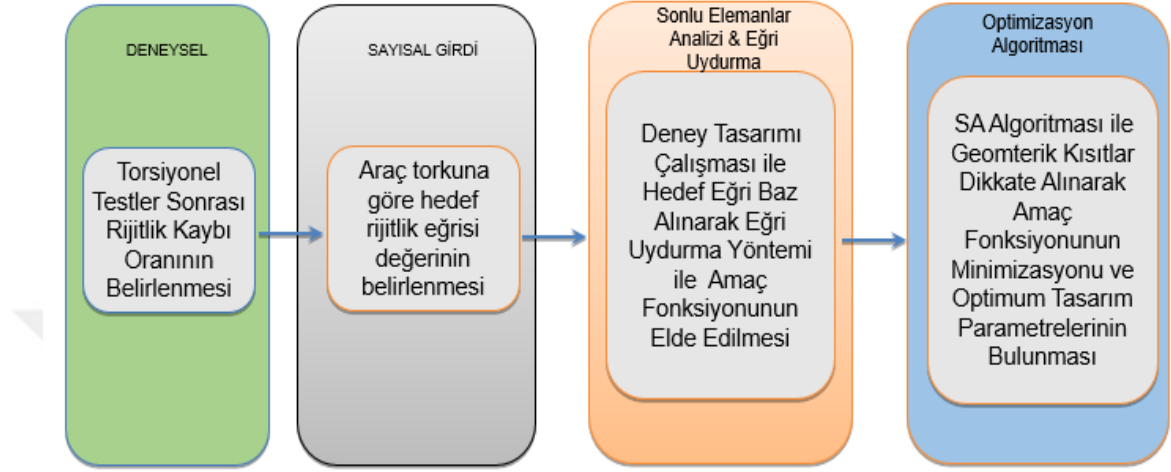 DENEYSEL
Torsiyonel
Testler Sonrası
Rijitlik Kaybı
Oranının
Belirlenmesi
SAYISAL GİRDİ
Araç torkuna
göre hedef
rijitlik eğrisi
değerinin
belirlenmesi
Sonlu Elemanlar
Analizi & Eğri
Uydurma
Deney Tasarımı
Çalışması ile
Hedef Eğri Baz
Alınarak Eğri
Uydurma Yöntemi
ile Amaç
Fonksiyonunun
Elde Edilmesi
Optimizasyon
Algoritması
SA Algoritması ile
Geomterik Kısıtlar
Dikkate Alınarak
Amaç
Fonksiyonunun
Minimizasyonu ve
Optimum Tasarım
Parametrelerinin
Bulunması